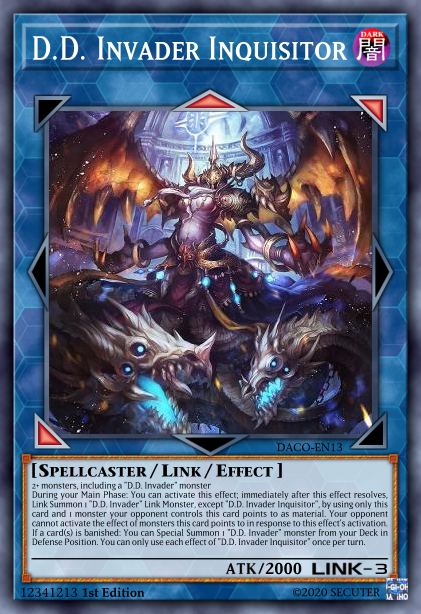 D.D. Invader Inquisitor
DARK
闇
DACO-EN13
[Spellcaster / Link / Effect ]
2+ monsters, including a "D.D. Invader" monster
During your Main Phase: You can activate this effect; immediately after this effect resolves,
Link Summon 1 "D.D. Invader" Link Monster, except "D.D. Invader Inquisitor", by using only this
card and 1 monster your opponent controls this card points to as material. Your opponent
cannot activate the effect of monsters this card points to in response to this effect's activation.
If a card(s) is banished: You can Special Summon 1 "D.D. Invader" monster from your Deck in
Defense Position. You can only use each effect of "D.D. Invader Inquisitor" once per turn.
ATK/2000 LINK-3
12341213 1st Edition ©2020 SECUTER